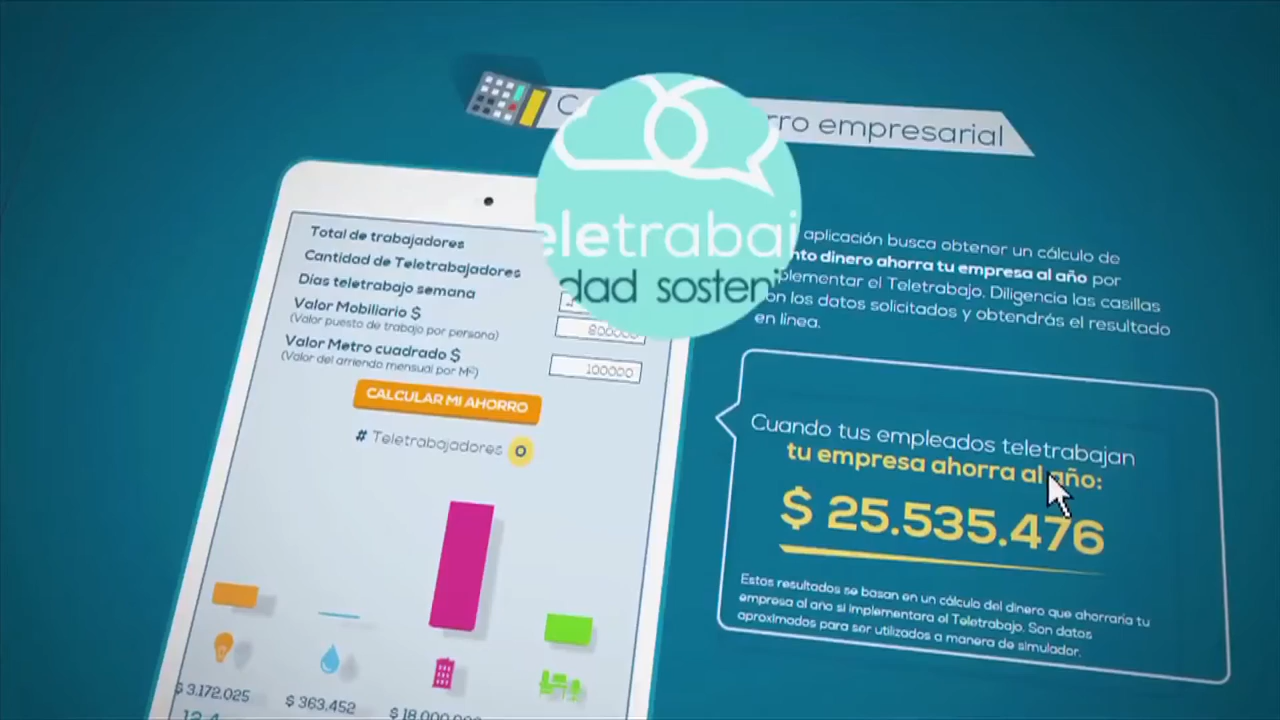 rro empresarial
eletrabaj
dad sosteni
Total de trabajadores
Cantidad de Teletrabajadores
Días teletrabajo semana
Valor Mobiliario $
(Valor puesto de trabajo por persona)
800000
Valor Metro cuadrado $
(Valor del arriendo mensual por M²)
100000
CALCULAR MI AHORRO
# Teletrabajadores 0
$ 3.172.025
$ 363.452
aplicación busca obtener un cálculo de
nto dinero ahorra tu empresa al año por
plementar el Teletrabajo. Diligencia las casillas
on los datos solicitados y obtendrás el resultado
en línea.
Cuando tus empleados teletrabajan
tu empresa ahorra al año:
$ 25.535.476
Estos resultados se basan en un cálculo del dinero que ahorraría tu
empresa al año si implementara el Teletrabajo. Son datos
aproximados para ser utilizados a manera de simulador.